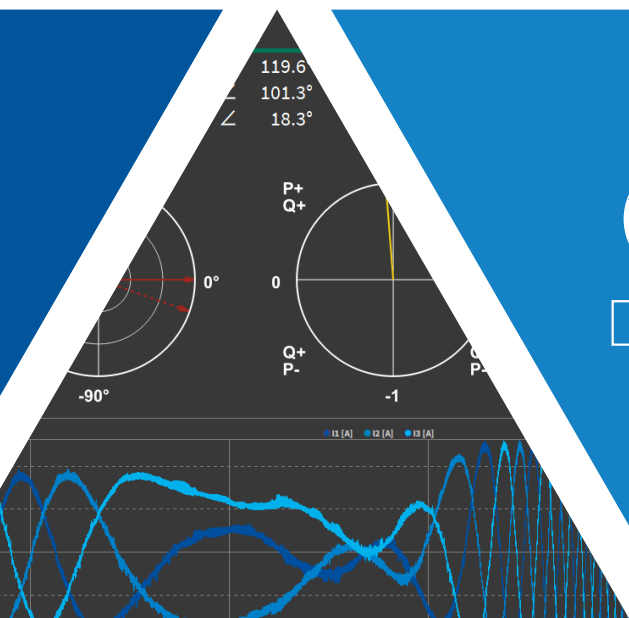 119.6°
∠ 101.3°
∠ 18.3°
P+
Q+
0°
0
Q+
P-
P-
-90°
-1
I1 [A] I2 [A] I3 [A]